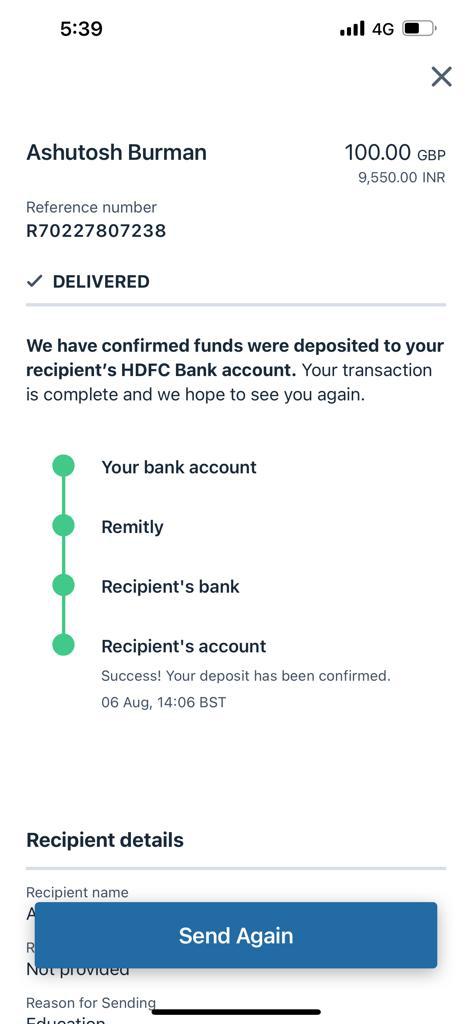 5:39 4G
Ashutosh Burman 100.00 GBP
9,550.00 INR
Reference number
R70227807238
DELIVERED
We have confirmed funds were deposited to your
recipient’s HDFC Bank account. Your transaction
is complete and we hope to see you again.
Your bank account
Remitly
Recipient's bank
Recipient's account
Success! Your deposit has been confirmed.
06 Aug, 14:06 BST
Recipient details
Recipient name
Send Again
Not provided
Reason for Sending
Education